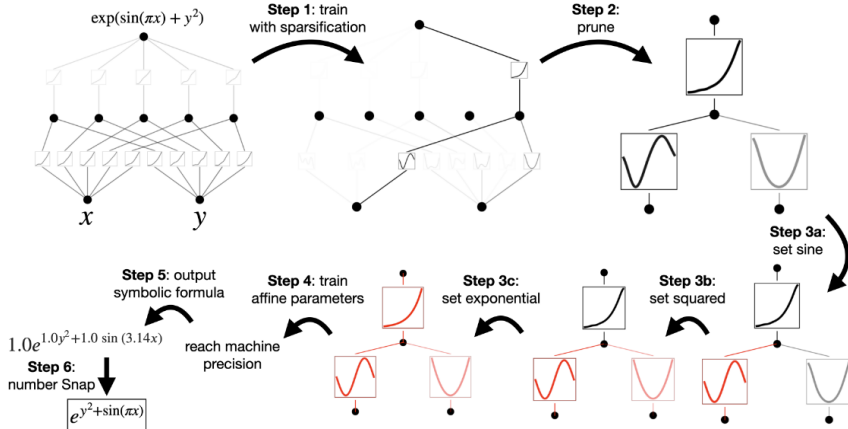 exp(sin(πx) + y²)
Step 1: train
with sparsification
Step 2:
prune
x
y
Step 3a:
set sine
Step 3b:
set squared
Step 3c:
set exponential
Step 4: train
affine parameters
reach machine
precision
Step 5: output
symbolic formula
1.0e^{1.0y²+1.0 sin (3.14x)}
Step 6:
number Snap
e^{y²+sin(πx)}